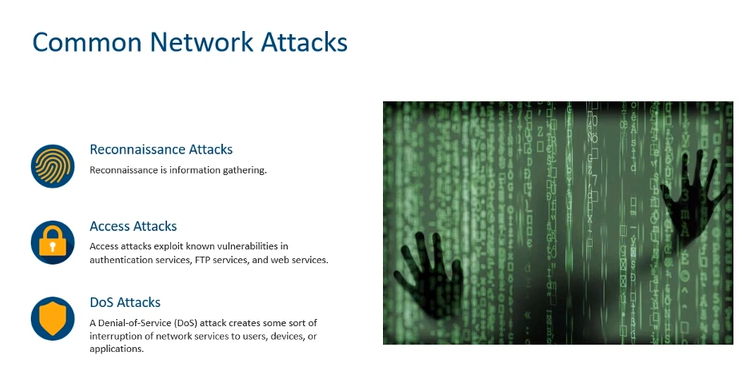 Common Network Attacks
Reconnaissance Attacks
Reconnaissance is information gathering.
Access Attacks
Access attacks exploit known vulnerabilities in
authentication services, FTP services, and web services.
DoS Attacks
A Denial-of-Service (DoS) attack creates some sort of
interruption of network services to users, devices, or
applications.